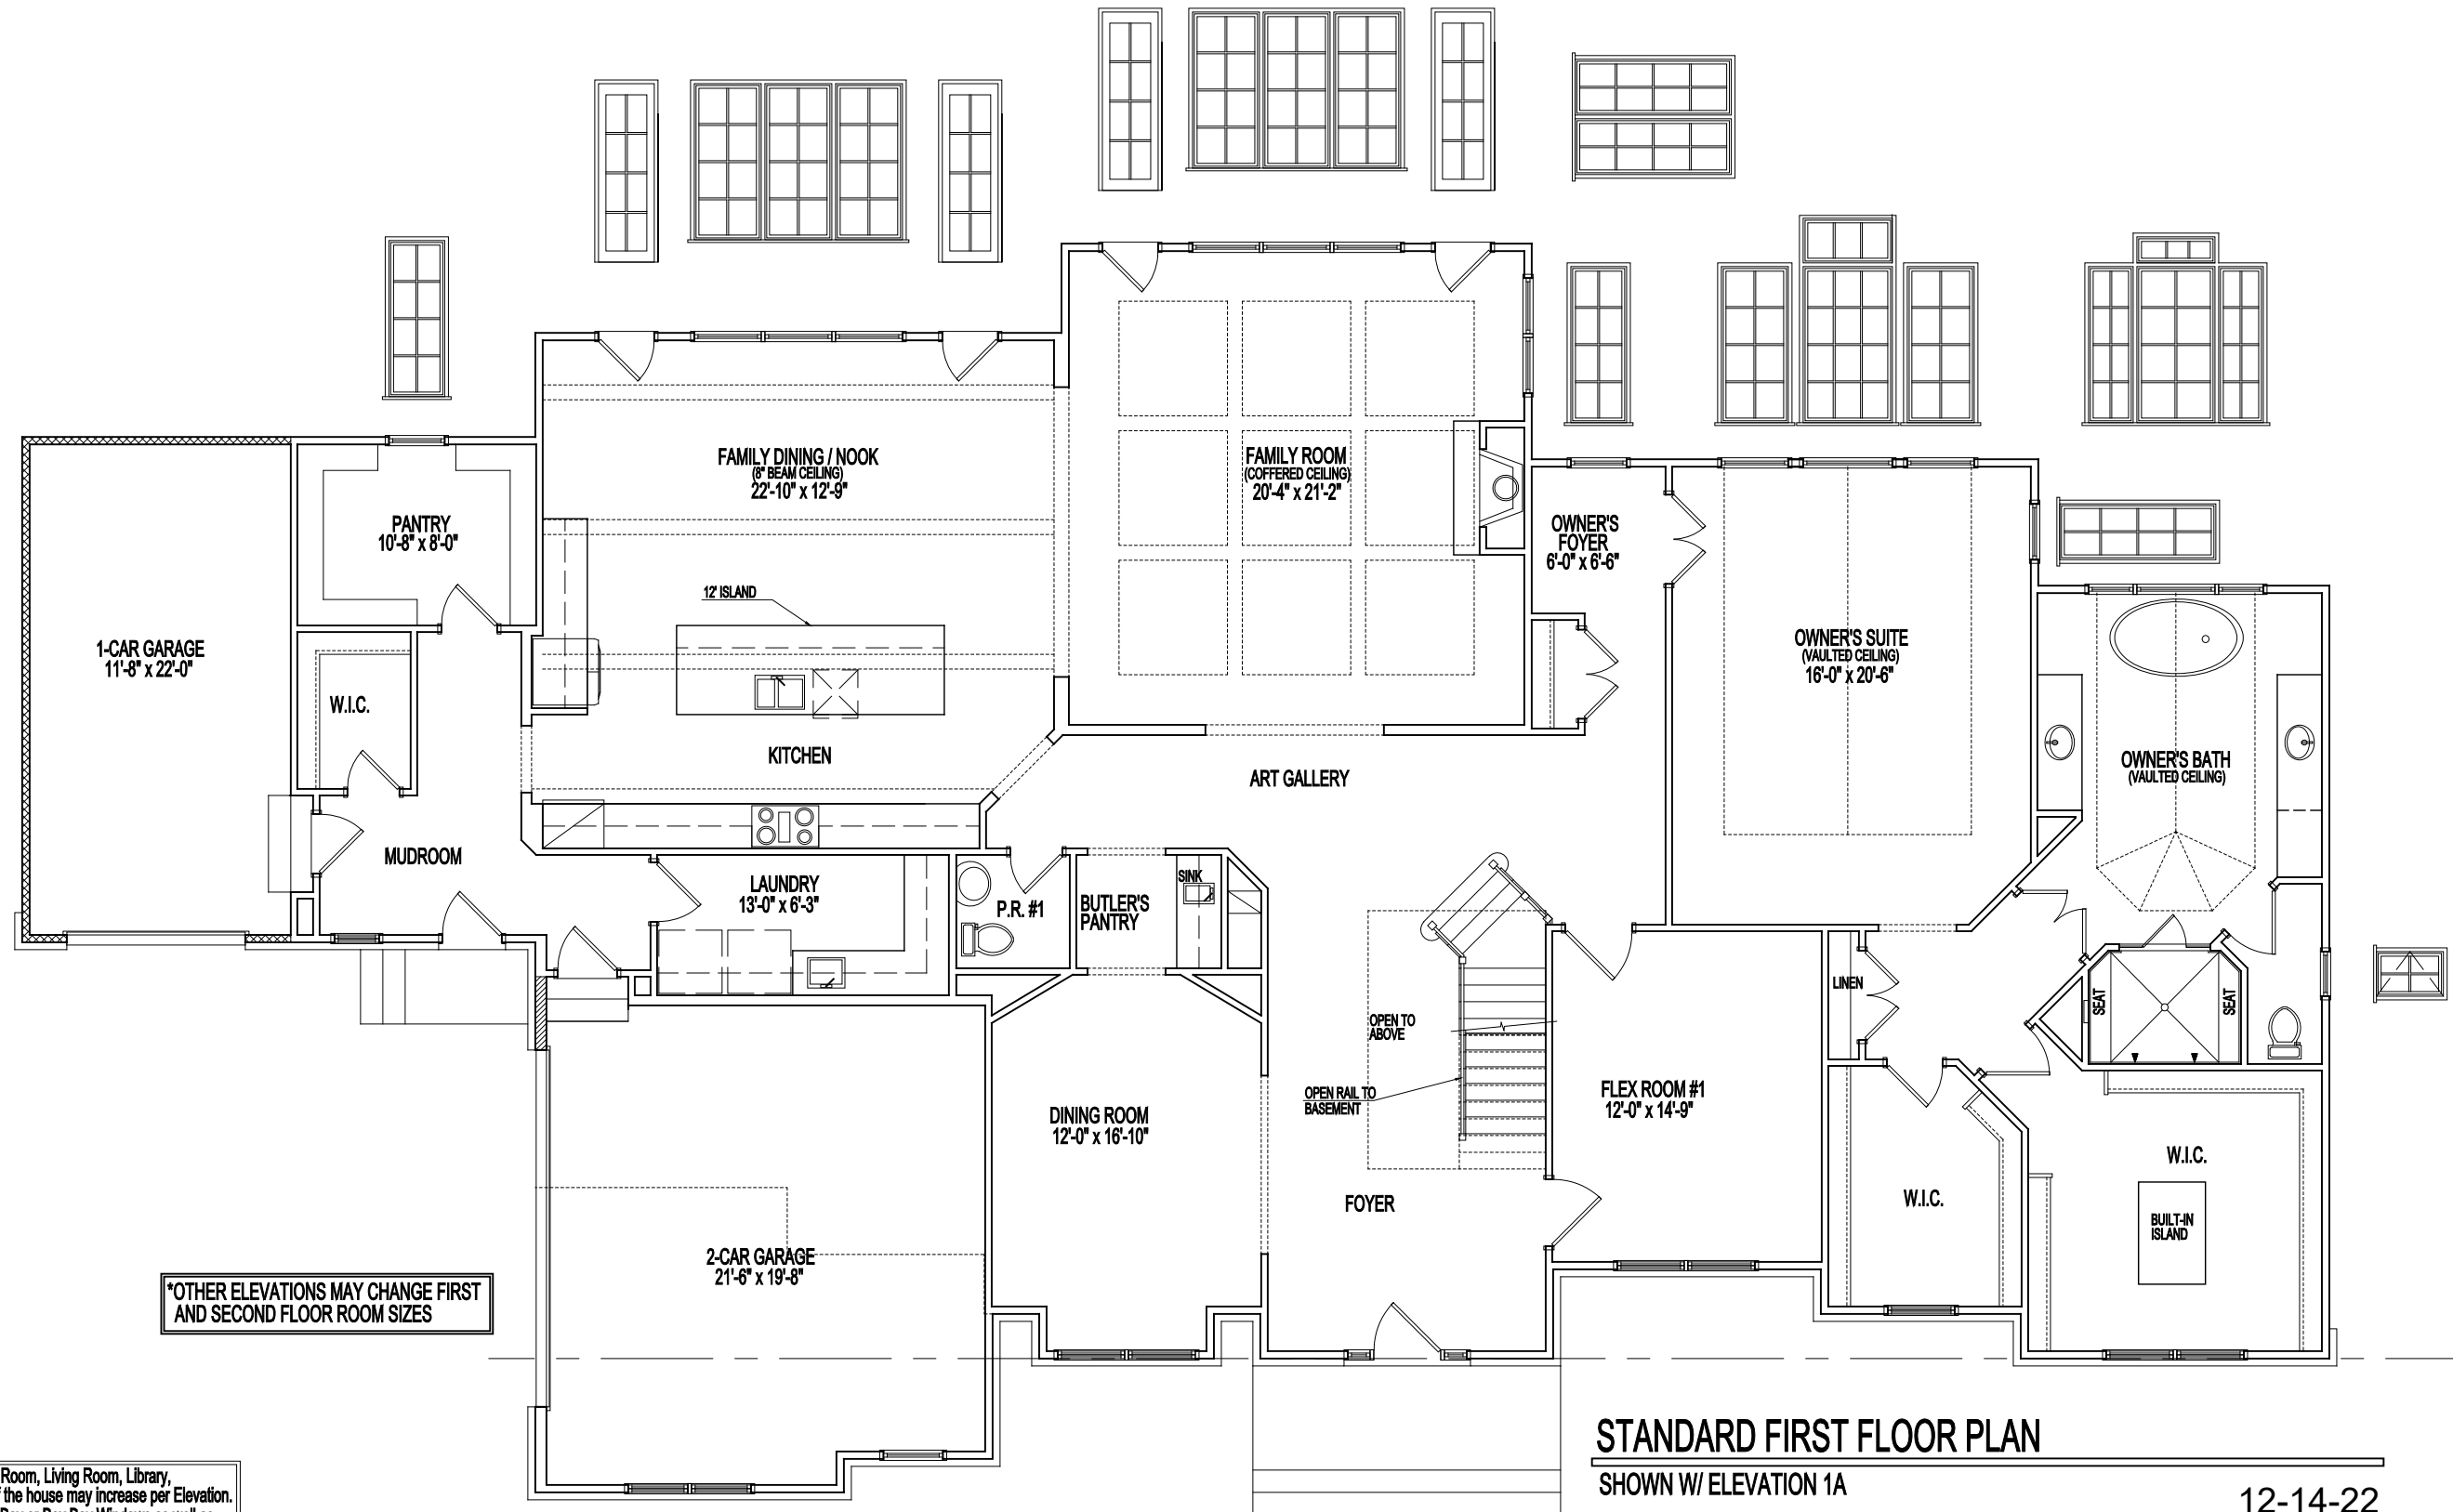 FAMILY DINING / NOOK
(8" BEAM CEILING)
22'-10" x 12'-9"
FAMILY ROOM
(COFFERED CEILING)
20'-4" x 21'-2"
PANTRY
10'-8" x 8'-0"
OWNER'S
FOYER
6'-0" x 6'-6"
12' ISLAND
1-CAR GARAGE
11'-8" x 22'-0"
OWNER'S SUITE
(VAULTED CEILING)
16'-0" x 20'-6"
W.I.C.
KITCHEN
ART GALLERY
OWNER'S BATH
(VAULTED CEILING)
MUDROOM
LAUNDRY
13'-0" x 6'-3"
P.R. #1
BUTLER'S
PANTRY
SINK
LINEN
SEAT
SEAT
OPEN TO
ABOVE
OPEN RAIL TO
BASEMENT
FLEX ROOM #1
12'-0" x 14'-9"
DINING ROOM
12'-0" x 16'-10"
W.I.C.
W.I.C.
FOYER
BUILT-IN
ISLAND
2-CAR GARAGE
21'-6" x 19'-8"
*OTHER ELEVATIONS MAY CHANGE FIRST
AND SECOND FLOOR ROOM SIZES
STANDARD FIRST FLOOR PLAN
SHOWN W/ ELEVATION 1A
12-14-22
Room, Living Room, Library,
the house may increase per Elevation.